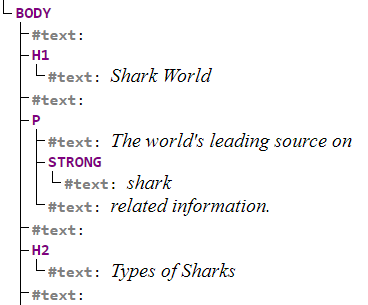 BODY
#text:
H1
#text: Shark World
#text:
P
#text: The world's leading source on
STRONG
#text: shark
#text: related information.
#text:
H2
#text: Types of Sharks
#text: